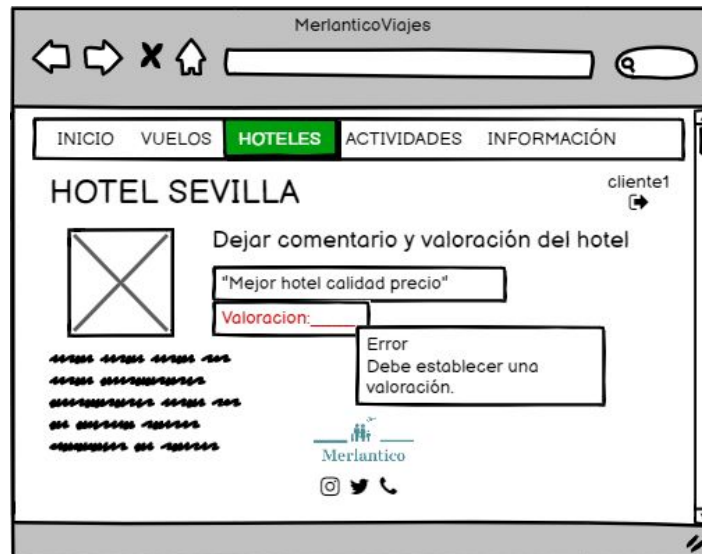 MerlanticoViajes
INICIO VUELOS HOTELES ACTIVIDADES INFORMACIÓN
HOTEL SEVILLA
cliente1
Dejar comentario y valoración del hotel
"Mejor hotel calidad precio"
Valoracion:_____
Error
Debe establecer una
valoración.
Merlantico